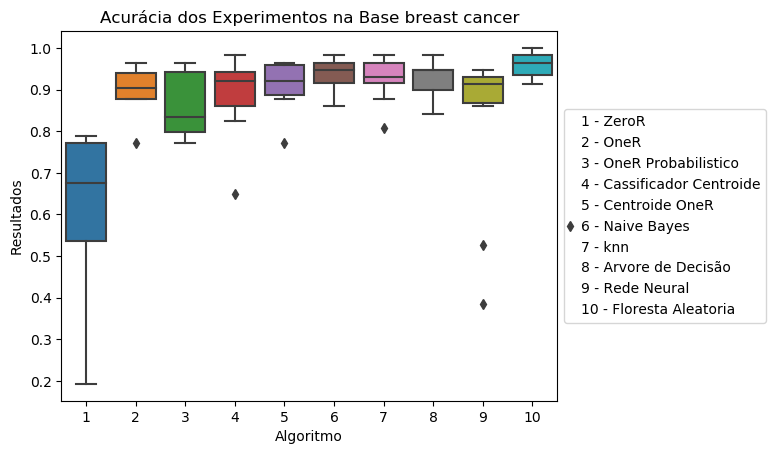 Acurácia dos Experimentos na Base breast cancer
Resultados
1.0
0.9
0.8
0.7
0.6
0.5
0.4
0.3
0.2
1 2 3 4 5 6 7 8 9 10
Algoritmo
1 - ZeroR
2 - OneR
3 - OneR Probabilistico
4 - Cassificador Centroide
5 - Centroide OneR
6 - Naive Bayes
7 - knn
8 - Arvore de Decisão
9 - Rede Neural
10 - Floresta Aleatoria